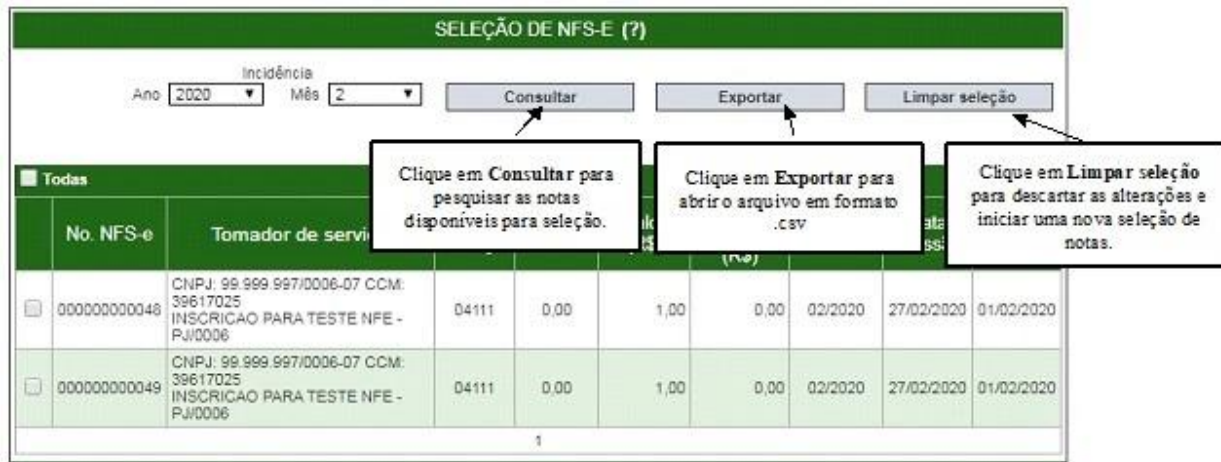 SELEÇÃO DE NFS-E (?)
Incidência
Ano 2020 Mês 2 Consultar Exportar Limpar seleção
Clique em Consultar para
pesquisar as notas
disponíveis para seleção.
Clique em Exportar para
abrir o arquivo em formato
.csv
Clique em Limpar seleção
para descartar as alterações e
iniciar uma nova seleção de
notas.
Todas
No. NFS-e Tomador de servi
(R$)
CNPJ: 99.999.997/0006-07 CCM:
000000000048 39617025 04111 0,00 1,00 0,00 02/2020 27/02/2020 01/02/2020
INSCRICAO PARA TESTE NFE -
PJ/0006
CNPJ: 99.999.997/0006-07 CCM:
000000000049 39617025 04111 0,00 1,00 0,00 02/2020 27/02/2020 01/02/2020
INSCRICAO PARA TESTE NFE -
PJ/0006
1